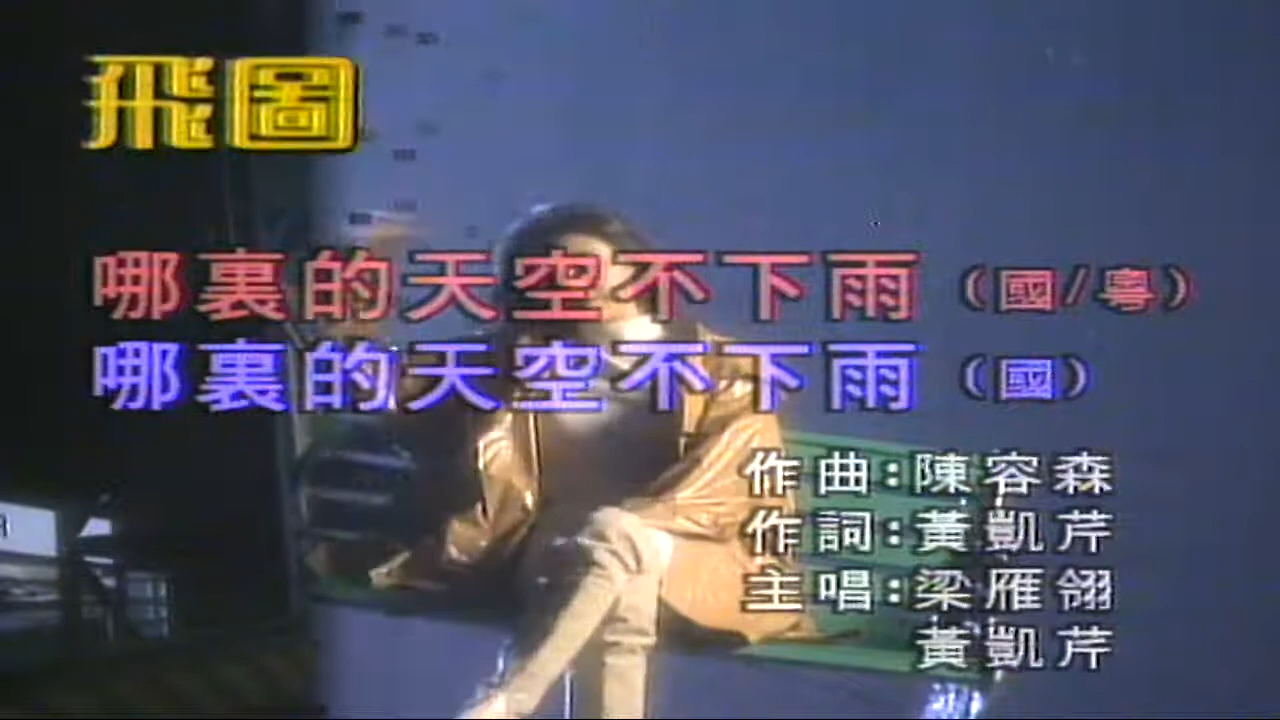 飛圖
哪裏的天空不下雨（國/粵）
哪裏的天空不下雨（國）
作曲:陳容森
作詞:黃凱芹
主唱:梁雁翎
黃凱芹